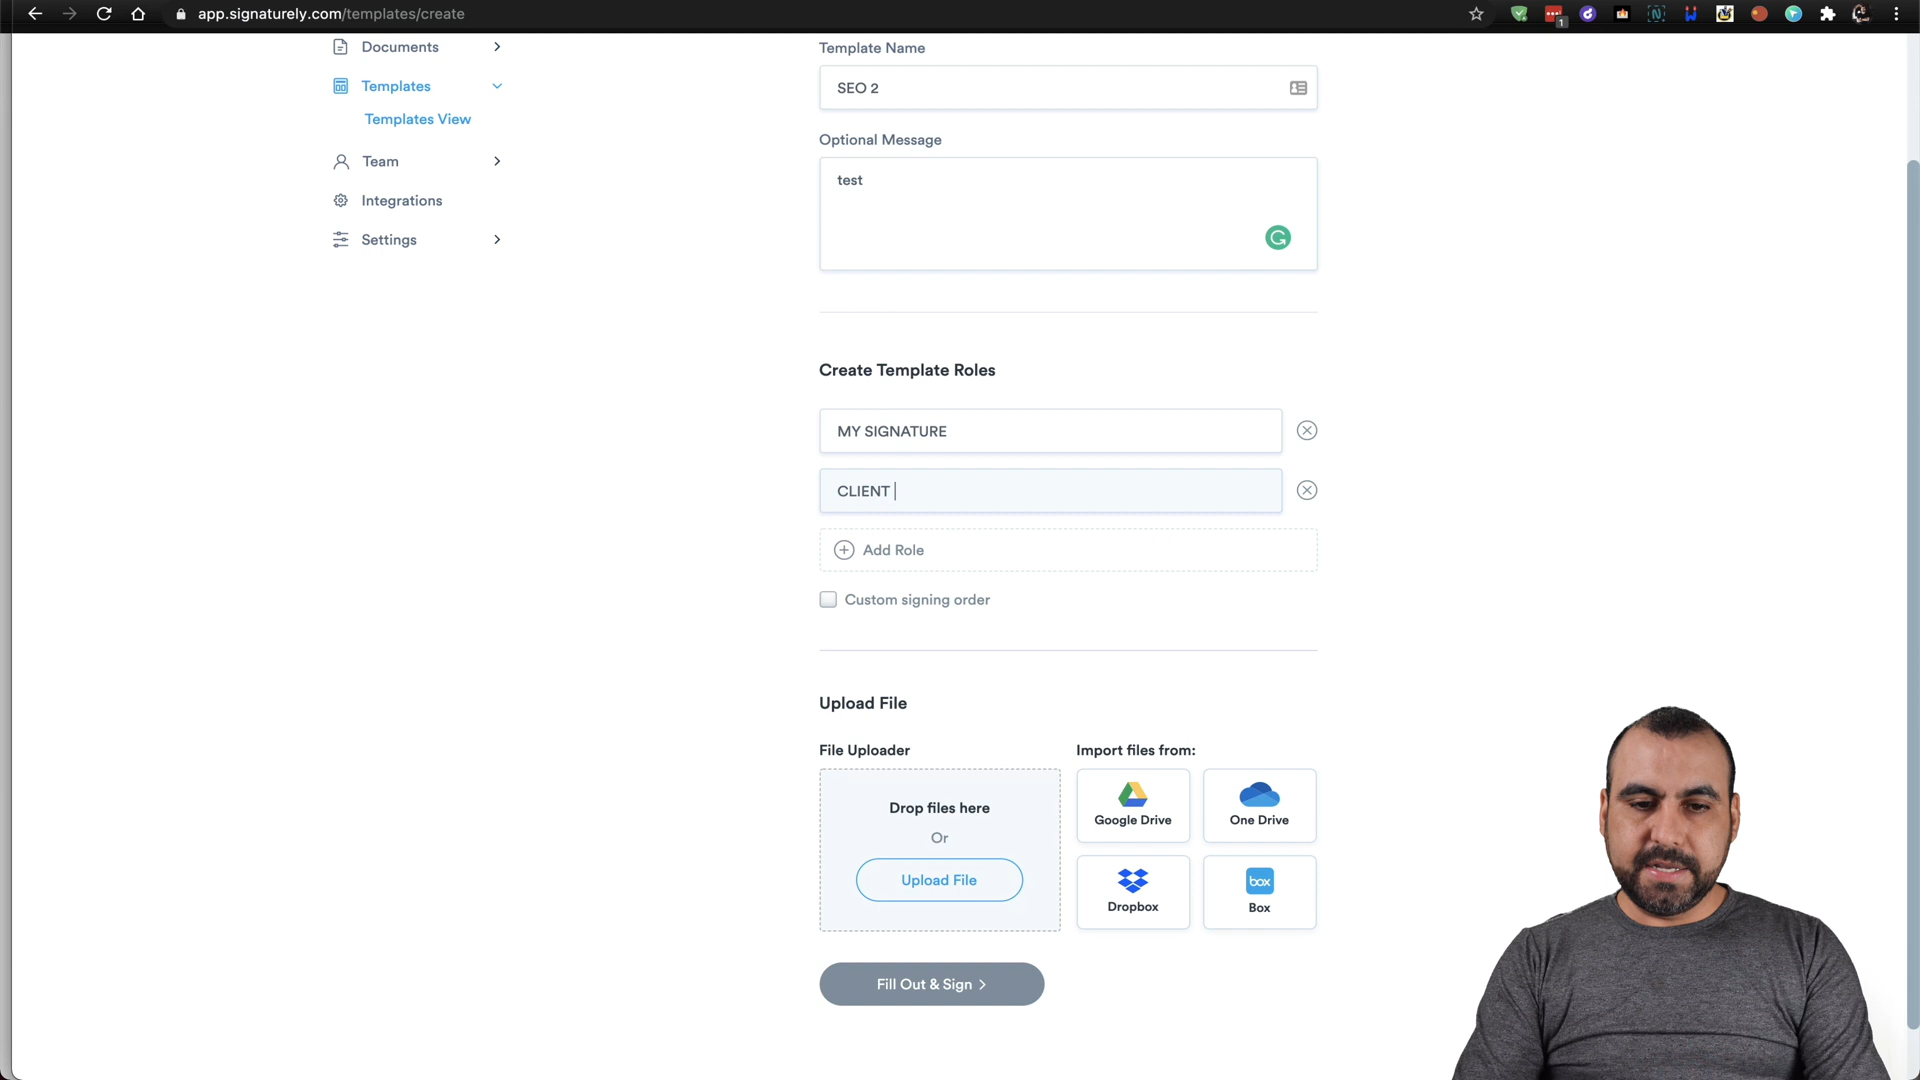 app.signaturely.com/templates/create
1
Documents
Templates
Templates View
Team
Integrations
Settings
Template Name
SEO 2
Optional Message
test
Create Template Roles
MY SIGNATURE
CLIENT
Add Role
Custom signing order
Upload File
File Uploader
Import files from:
Drop files here
Or
Upload File
Google Drive
One Drive
Dropbox
box
Box
Fill Out & Sign